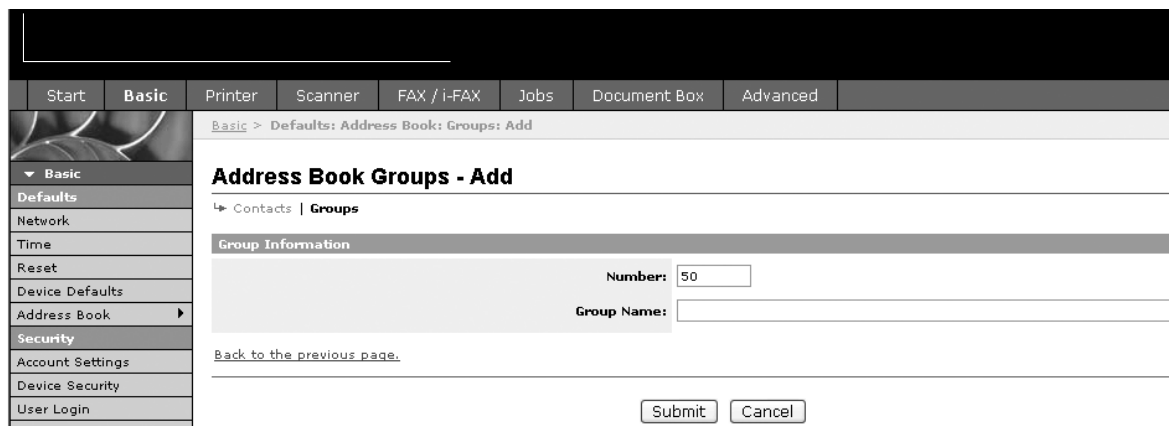 Start Basic Printer Scanner FAX / i-FAX Jobs Document Box Advanced
Basic > Defaults: Address Book: Groups: Add
Basic
Defaults
Network
Time
Reset
Device Defaults
Address Book
Security
Account Settings
Device Security
User Login
Address Book Groups - Add
Contacts | Groups
Group Information
Number: 50
Group Name:
Back to the previous page.
Submit Cancel